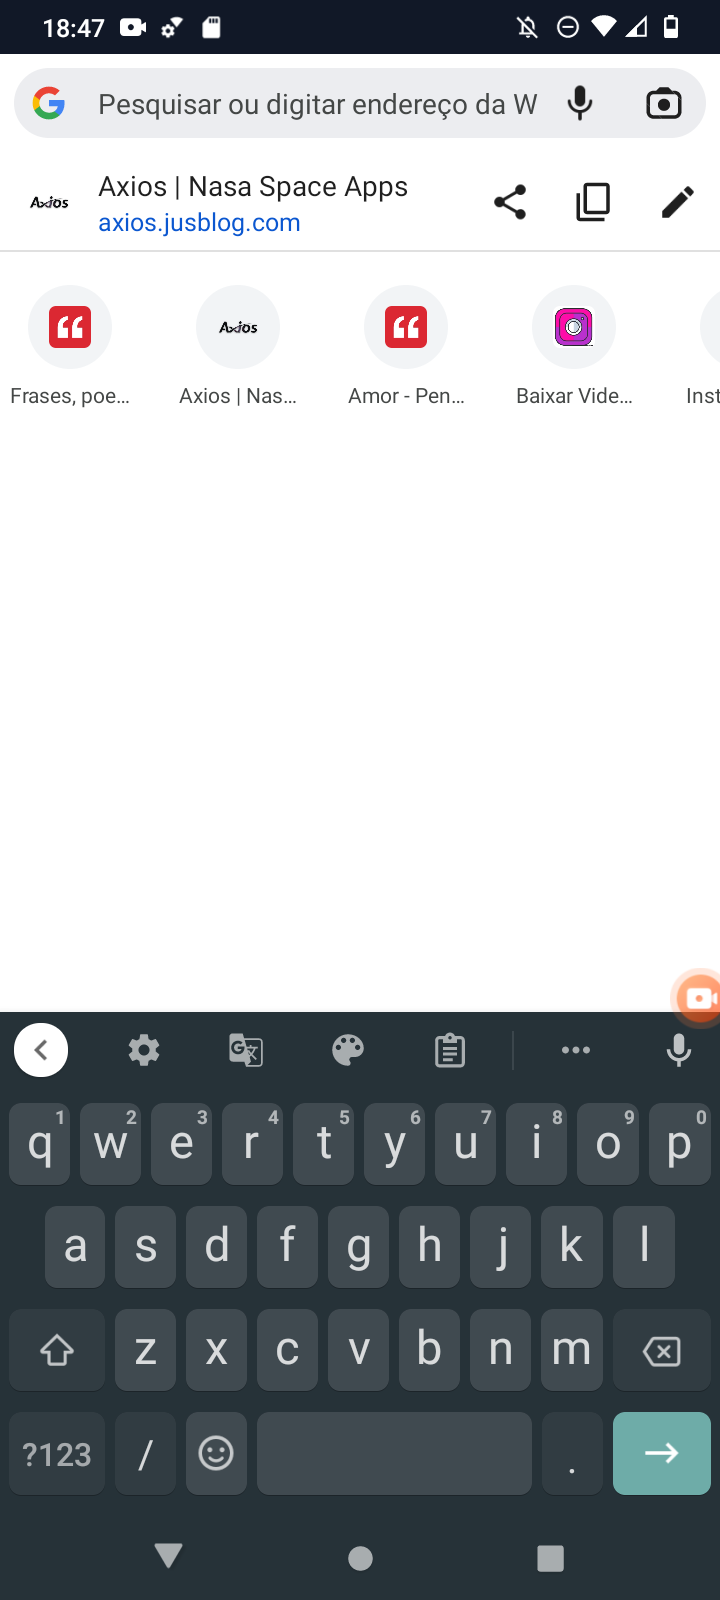 18:47
Pesquisar ou digitar endereço da W
Axios
Axios | Nasa Space Apps
axios.jusblog.com
Axios
Frases, poe... Axios | Nas... Amor - Pen... Baixar Vide... Inst
1 2 3 4 5 6 7 8 9 0
q w e r t y u i o p
a s d f g h j k l
z x c v b n m
?123 / .